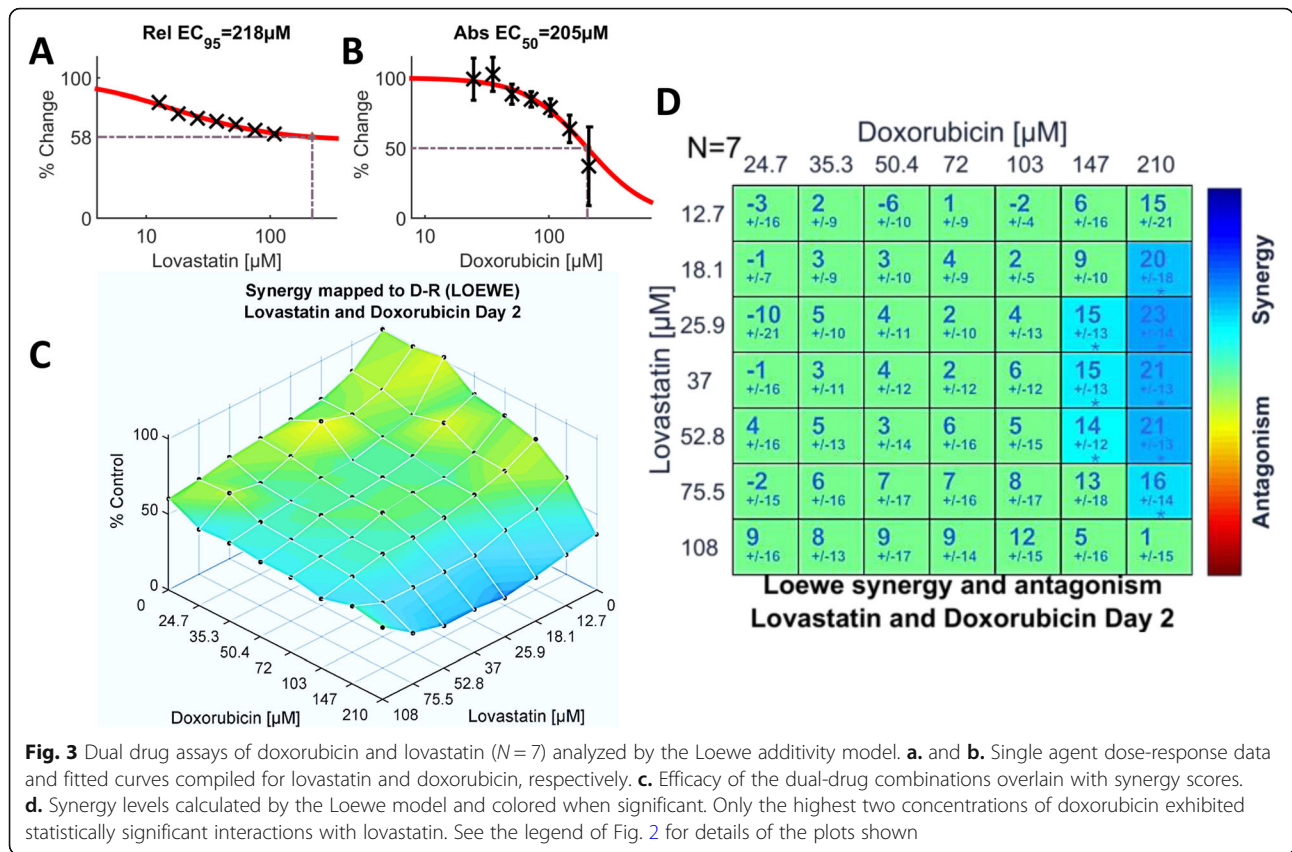 A
Rel EC95=218µM
% Change
100
58
0
10 100
Lovastatin [µM]
B
Abs EC50=205µM
% Change
100
50
0
10 100
Doxorubicin [µM]
C
Synergy mapped to D-R (LOEWE)
Lovastatin and Doxorubicin Day 2
% Control
100
50
0
0
24.7
35.3
50.4
72
103
147
210
Doxorubicin [µM]
0
12.7
18.1
25.9
37
52.8
75.5
108
Lovastatin [µM]
D
Doxorubicin [µM]
N=7
24.7 35.3 50.4 72 103 147 210
Lovastatin [µM]
12.7 -3 2 -6 1 -2 6 15
+/-16 +/-9 +/-10 +/-9 +/-4 +/-16 +/-21
18.1 -1 3 3 4 2 9 20
+/-7 +/-9 +/-10 +/-9 +/-5 +/-10 +/-18
*
25.9 -10 5 4 2 4 15 23
+/-21 +/-10 +/-11 +/-10 +/-13 +/-13 +/-14
* *
37 -1 3 4 2 6 15 21
+/-16 +/-11 +/-12 +/-12 +/-12 +/-13 +/-13
* *
52.8 4 5 3 6 5 14 21
+/-16 +/-13 +/-14 +/-16 +/-15 +/-12 +/-13
* *
75.5 -2 6 7 7 8 13 16
+/-15 +/-16 +/-17 +/-16 +/-17 +/-18 +/-14
*
108 9 8 9 9 12 5 1
+/-16 +/-13 +/-17 +/-14 +/-15 +/-16 +/-15
Synergy
Antagonism
Loewe synergy and antagonism
Lovastatin and Doxorubicin Day 2
Fig. 3 Dual drug assays of doxorubicin and lovastatin (N = 7) analyzed by the Loewe additivity model. a. and b. Single agent dose-response data
and fitted curves compiled for lovastatin and doxorubicin, respectively. c. Efficacy of the dual-drug combinations overlain with synergy scores.
d. Synergy levels calculated by the Loewe model and colored when significant. Only the highest two concentrations of doxorubicin exhibited
statistically significant interactions with lovastatin. See the legend of Fig. 2 for details of the plots shown